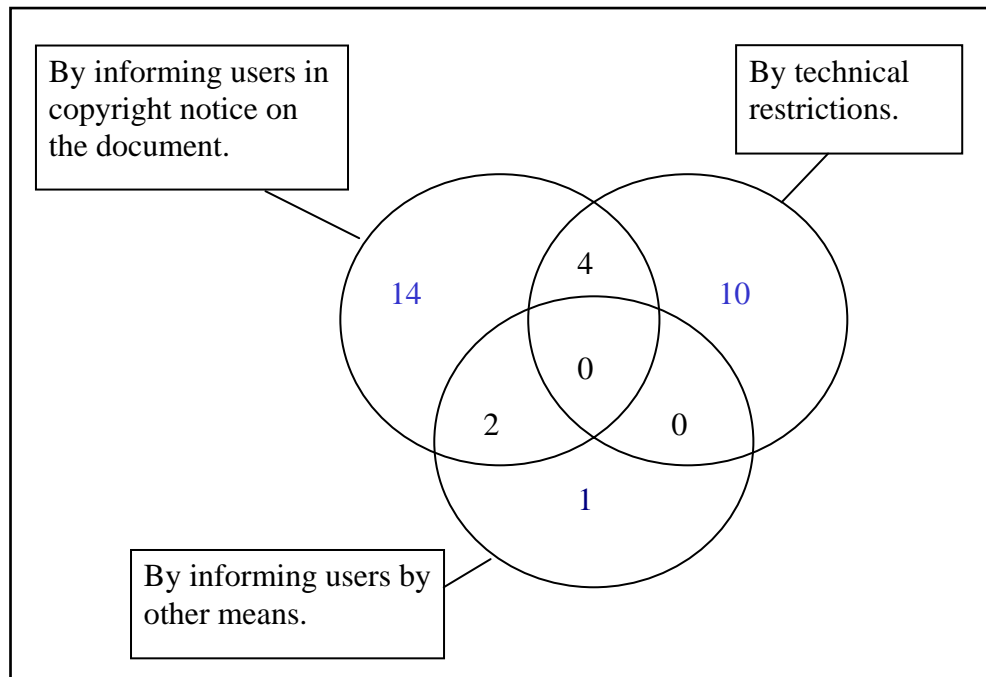 By informing users in
copyright notice on
the document.
By technical
restrictions.
4
14
10
0
2
0
1
By informing users by
other means.